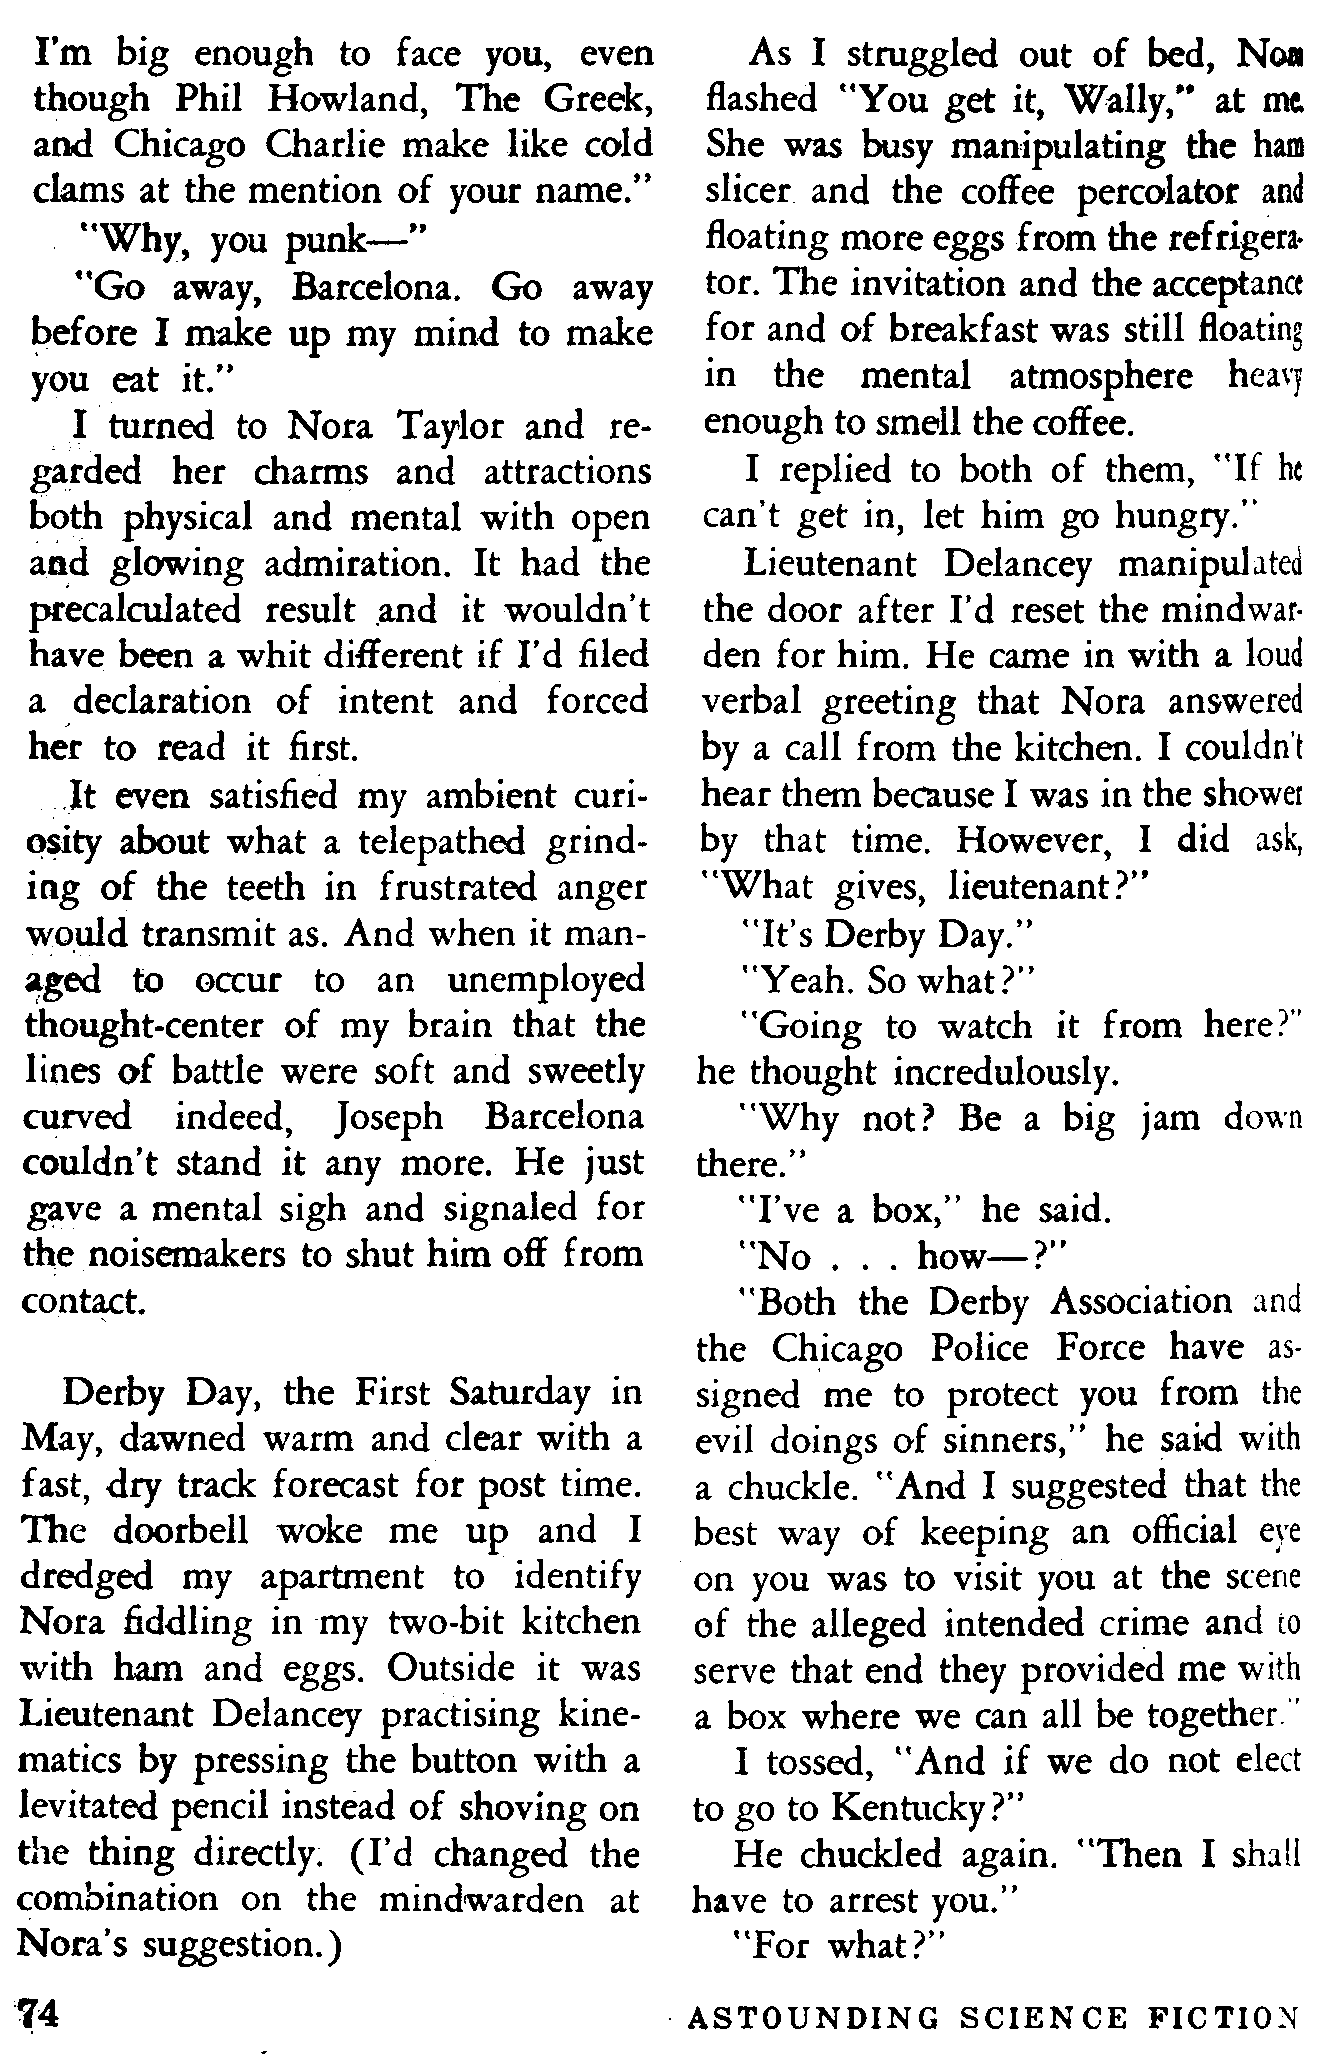 I'm big enough to face you, even
though Phil Howland, The Greek,
and Chicago Charlie make like cold
clams at the mention of your name."
"Why, you punk—"
"Go away, Barcelona. Go away
before I make up my mind to make
you eat it."
I turned to Nora Taylor and re-
garded her charms and attractions
both physical and mental with open
and glowing admiration. It had the
precalculated result and it wouldn't
have been a whit different if I'd filed
a declaration of intent and forced
her to read it first.
It even satisfied my ambient curi-
osity about what a telepathed grind-
ing of the teeth in frustrated anger
would transmit as. And when it man-
aged to occur to an unemployed
thought-center of my brain that the
lines of battle were soft and sweetly
curved indeed, Joseph Barcelona
couldn't stand it any more. He just
gave a mental sigh and signaled for
the noisemakers to shut him off from
contact.
Derby Day, the First Saturday in
May, dawned warm and clear with a
fast, dry track forecast for post time.
The doorbell woke me up and I
dredged my apartment to identify
Nora fiddling in my two-bit kitchen
with ham and eggs. Outside it was
Lieutenant Delancey practising kine-
matics by pressing the button with a
levitated pencil instead of shoving on
the thing directly. (I'd changed the
combination on the mindwarden at
Nora's suggestion.)
As I struggled out of bed, Nora
flashed "You get it, Wally," at me.
She was busy manipulating the ham
slicer and the coffee percolator and
floating more eggs from the refrigera-
tor. The invitation and the acceptance
for and of breakfast was still floating
in the mental atmosphere heavy
enough to smell the coffee.
I replied to both of them, "If he
can't get in, let him go hungry."
Lieutenant Delancey manipulated
the door after I'd reset the mindwar-
den for him. He came in with a loud
verbal greeting that Nora answered
by a call from the kitchen. I couldn't
hear them because I was in the shower
by that time. However, I did ask,
"What gives, lieutenant?"
"It's Derby Day."
"Yeah. So what?"
"Going to watch it from here?"
he thought incredulously.
"Why not? Be a big jam down
there."
"I've a box," he said.
"No . . . how—?"
"Both the Derby Association and
the Chicago Police Force have as-
signed me to protect you from the
evil doings of sinners," he said with
a chuckle. "And I suggested that the
best way of keeping an official eye
on you was to visit you at the scene
of the alleged intended crime and to
serve that end they provided me with
a box where we can all be together."
I tossed, "And if we do not elect
to go to Kentucky?"
He chuckled again. "Then I shall
have to arrest you."
"For what?"
74
ASTOUNDING SCIENCE FICTION